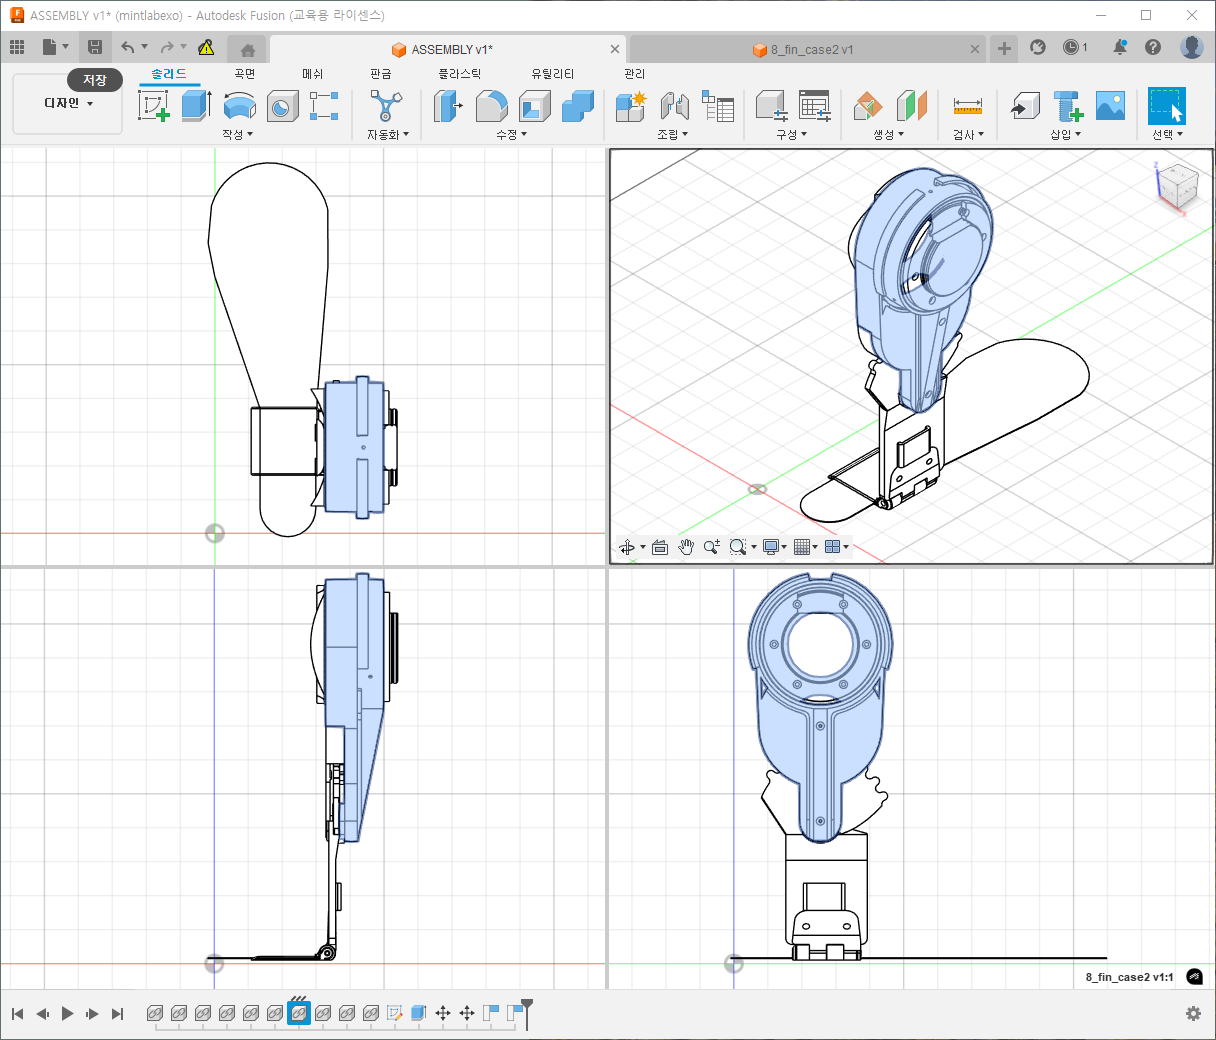 ASSEMBLY v1* (mintlabexo) - Autodesk Fusion (교육용 라이센스)
ASSEMBLY v1*
8_fin_case2 v1
1
저장
솔리드
곡면
메쉬
판금
플라스틱
유틸리티
관리
디자인
작성
자동화
수정
조립
구성
생성
검사
삽입
선택
Z
X
8_fin_case2 v1:1